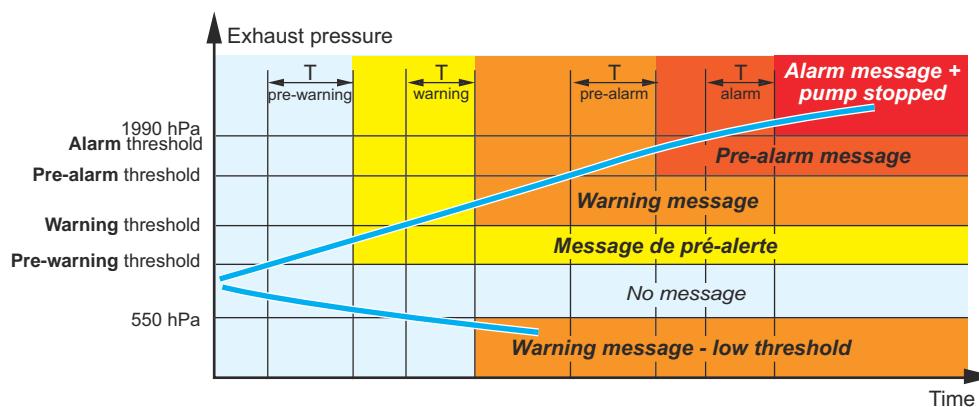 Exhaust pressure
T
pre-warning
T
warning
T
pre-alarm
T
alarm
Alarm message +
pump stopped
1990 hPa
Alarm threshold
Pre-alarm message
Pre-alarm threshold
Warning message
Warning threshold
Message de pré-alerte
Pre-warning threshold
No message
550 hPa
Warning message - low threshold
Time